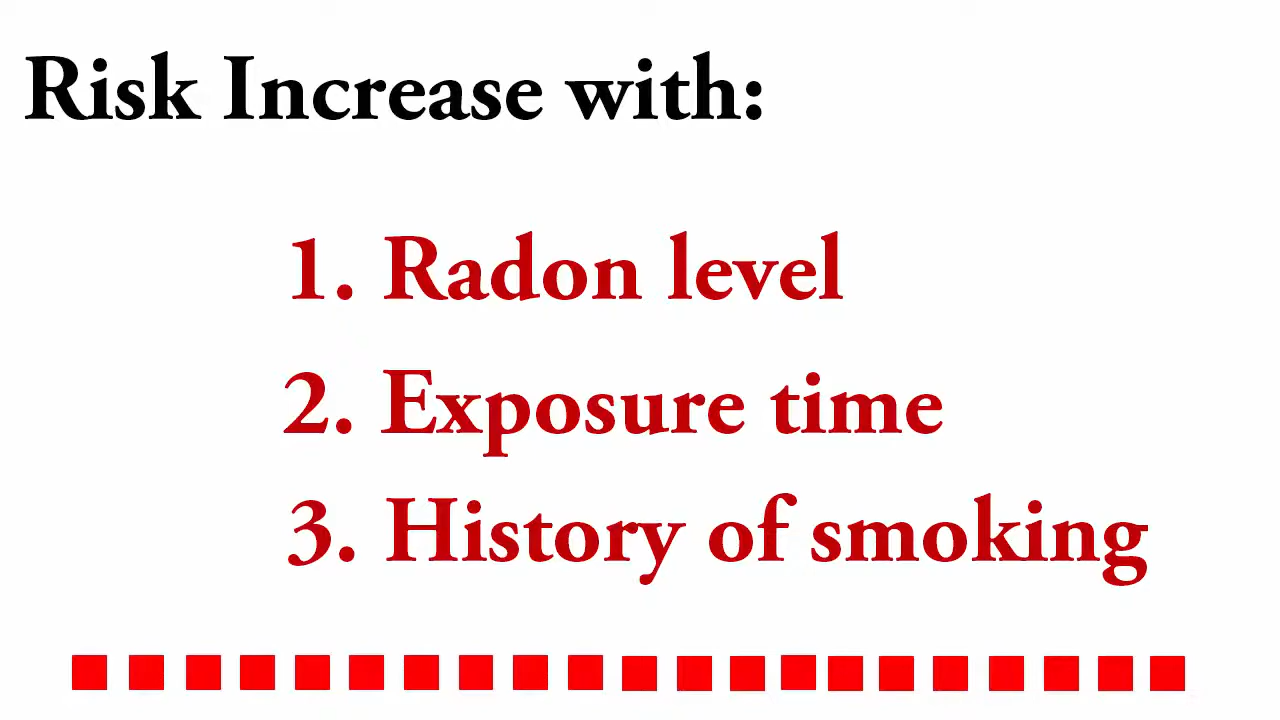 Risk Increase with:
1. Radon level
2. Exposure time
3. History of smoking